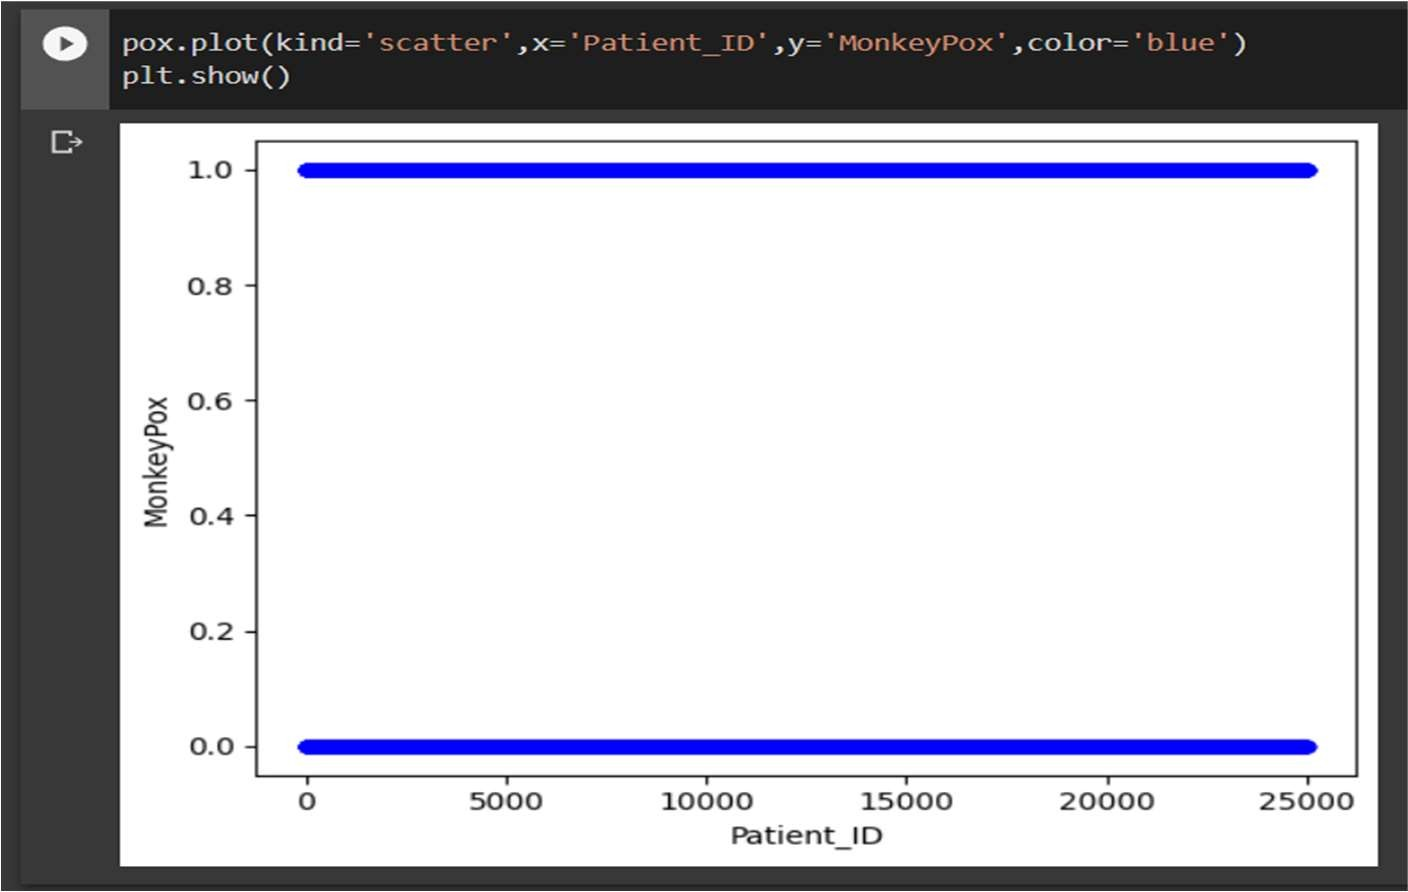 pox.plot(kind='scatter',x='Patient_ID',y='MonkeyPox',color='blue')
plt.show()
1.0
0.8
0.6
0.4
0.2
0.0
MonkeyPox
0 5000 10000 15000 20000 25000
Patient_ID